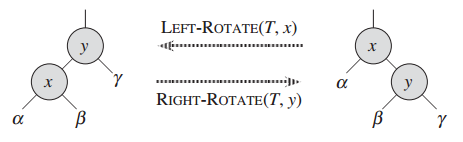 LEFT-ROTATE(T, x)
y
x
x
γ
α
y
RIGHT-ROTATE(T, y)
α
β
β
γ